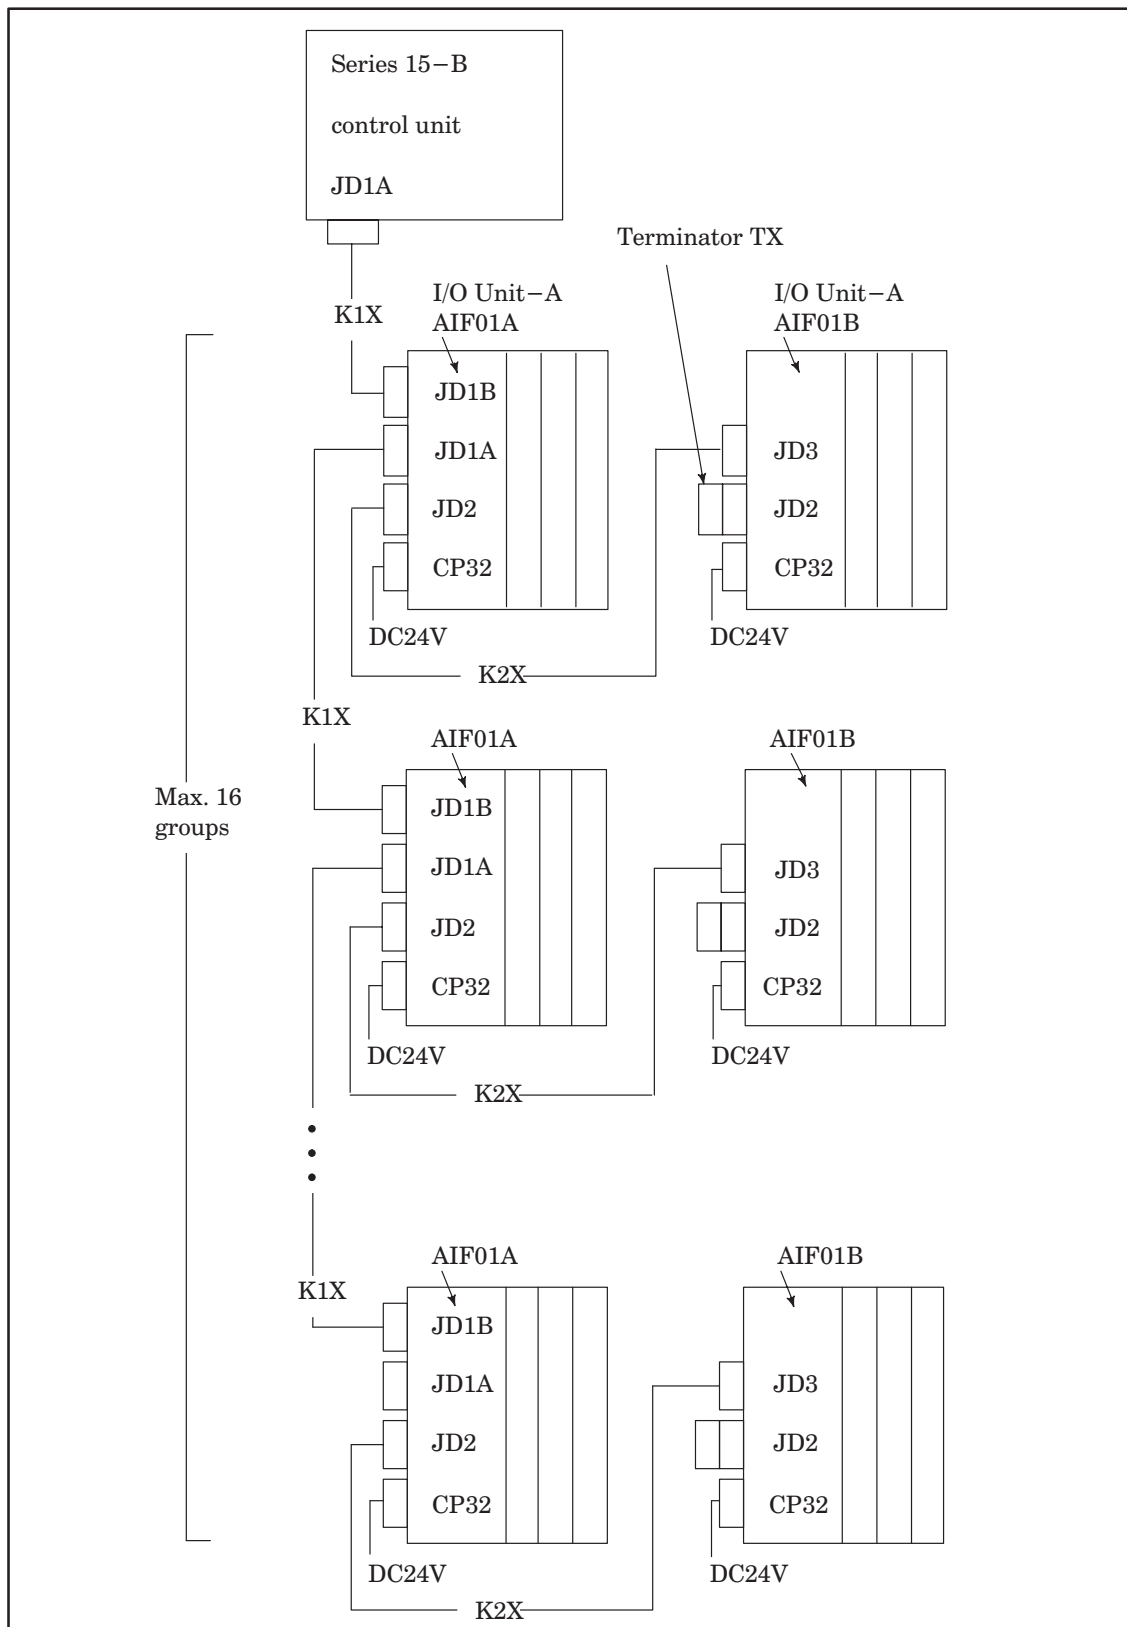 Series 15−B
control unit
JD1A
Terminator TX
K1X
I/O Unit−A
AIF01A
I/O Unit−A
AIF01B
JD1B
JD1A
JD2
CP32
DC24V
JD3
JD2
CP32
DC24V
K2X
K1X
Max. 16
groups
AIF01A
AIF01B
JD1B
JD1A
JD2
CP32
DC24V
JD3
JD2
CP32
DC24V
K2X
AIF01A
AIF01B
K1X
JD1B
JD1A
JD2
CP32
DC24V
JD3
JD2
CP32
DC24V
K2X